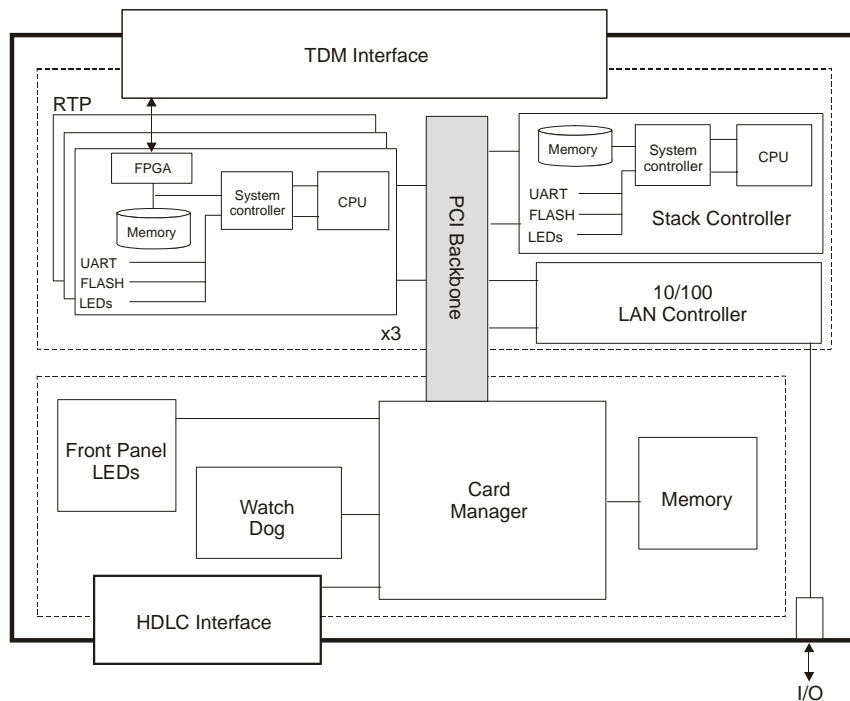 TDM Interface
RTP
FPGA
Memory
System
controller
CPU
UART
FLASH
LEDs
x3
PCI Backbone
Memory
System
controller
CPU
UART
FLASH
LEDs
Stack Controller
10/100
LAN Controller
Front Panel
LEDs
Watch
Dog
Card
Manager
Memory
HDLC Interface
I/O